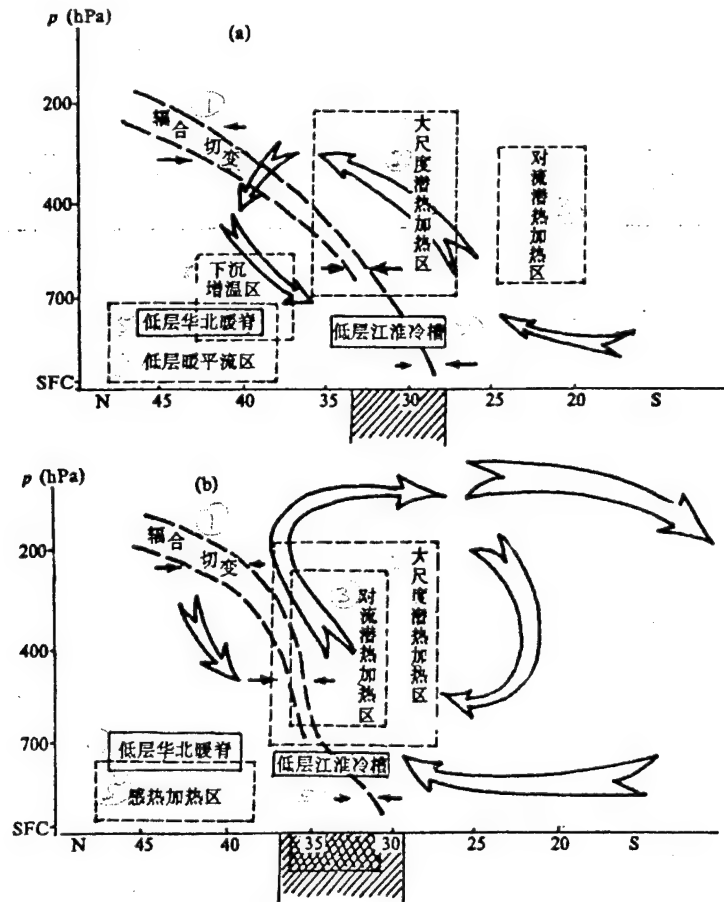 p (hPa)
(a)
①
200
辐合
切变
大尺度潜热加热区
对流潜热加热区
400
下沉
增温区
700
低层华北暖脊
低层江淮冷槽
低层暖平流区
SFC
N
45
40
35
30
25
20
S
p (hPa)
(b)
①
200
辐合
切变
③
大尺度潜热加热区
对流潜热加热区
400
700
低层华北暖脊
低层江淮冷槽
感热加热区
SFC
N
45
40
35
30
25
20
S